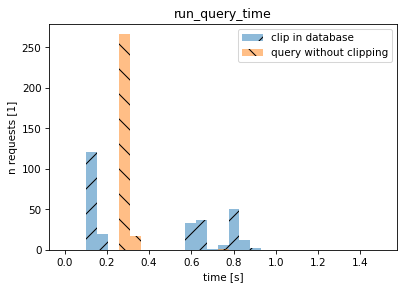 run_query_time
clip in database
query without clipping
n requests [1]
250
200
150
100
50
0
0.0 0.2 0.4 0.6 0.8 1.0 1.2 1.4
time [s]